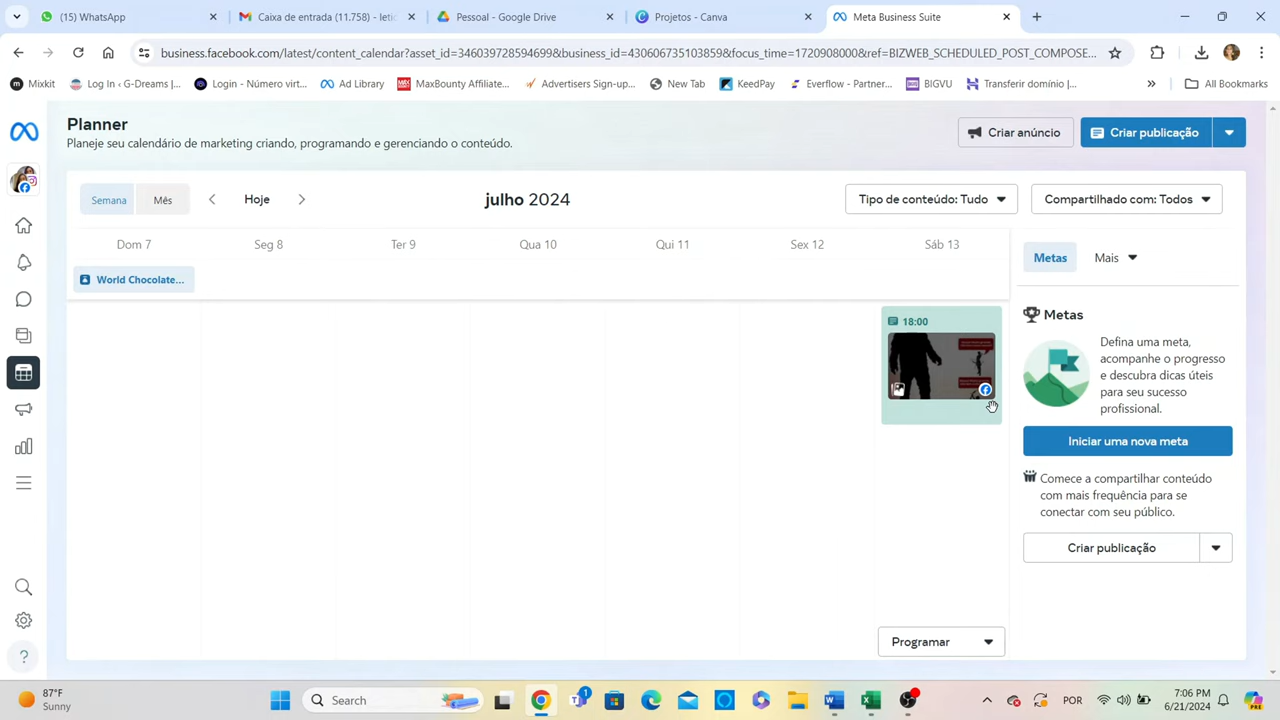 (15) WhatsApp
Caixa de entrada (11.758) - leti
Pessoal - Google Drive
Projetos - Canva
Meta Business Suite
business.facebook.com/latest/content_calendar?asset_id=346039728594699&business_id=430606735103859&focus_time=1720908000&ref=BIZWEB_SCHEDULED_POST_COMPOSE...
Mixkit
Log In ‹ G-Dreams |...
Login - Número virt...
Ad Library
MaxBounty Affiliate...
Advertisers Sign-up...
New Tab
KeedPay
Everflow - Partner...
BIGVU
Transferir domínio |...
All Bookmarks
Planner
Planeje seu calendário de marketing criando, programando e gerenciando o conteúdo.
Criar anúncio
Criar publicação
Semana
Mês
Hoje
julho 2024
Tipo de conteúdo: Tudo
Compartilhado com: Todos
Dom 7
Seg 8
Ter 9
Qua 10
Qui 11
Sex 12
Sáb 13
World Chocolate...
18:00
Programar
Metas
Mais
Metas
Defina uma meta,
acompanhe o progresso
e descubra dicas úteis
para seu sucesso
profissional.
Iniciar uma nova meta
Comece a compartilhar conteúdo
com mais frequência para se
conectar com seu público.
Criar publicação
87°F
Sunny
Search
1
POR
7:06 PM
6/21/2024
PRE